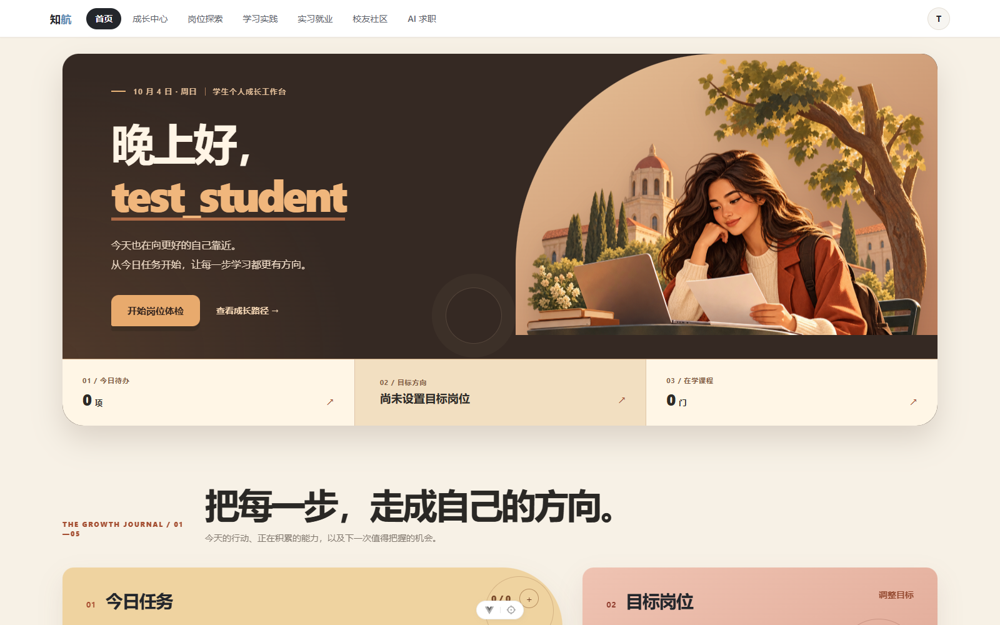 知航
首页
成长中心
岗位探索
学习实践
实习就业
校友社区
AI 求职
T
10 月 4 日 · 周日 | 学生个人成长工作台
晚上好，
test_student
今天也在向更好的自己靠近。
从今日任务开始，让每一步学习都更有方向。
开始岗位体检
查看成长路径 →
01 / 今日待办
0 项
↗
02 / 目标方向
尚未设置目标岗位
↗
03 / 在学课程
0 门
↗
THE GROWTH JOURNAL / 01
—05
把每一步，走成自己的方向。
今天的行动、正在积累的能力，以及下一次值得把握的机会。
01 今日任务
0 / 0
+
02 目标岗位
调整目标